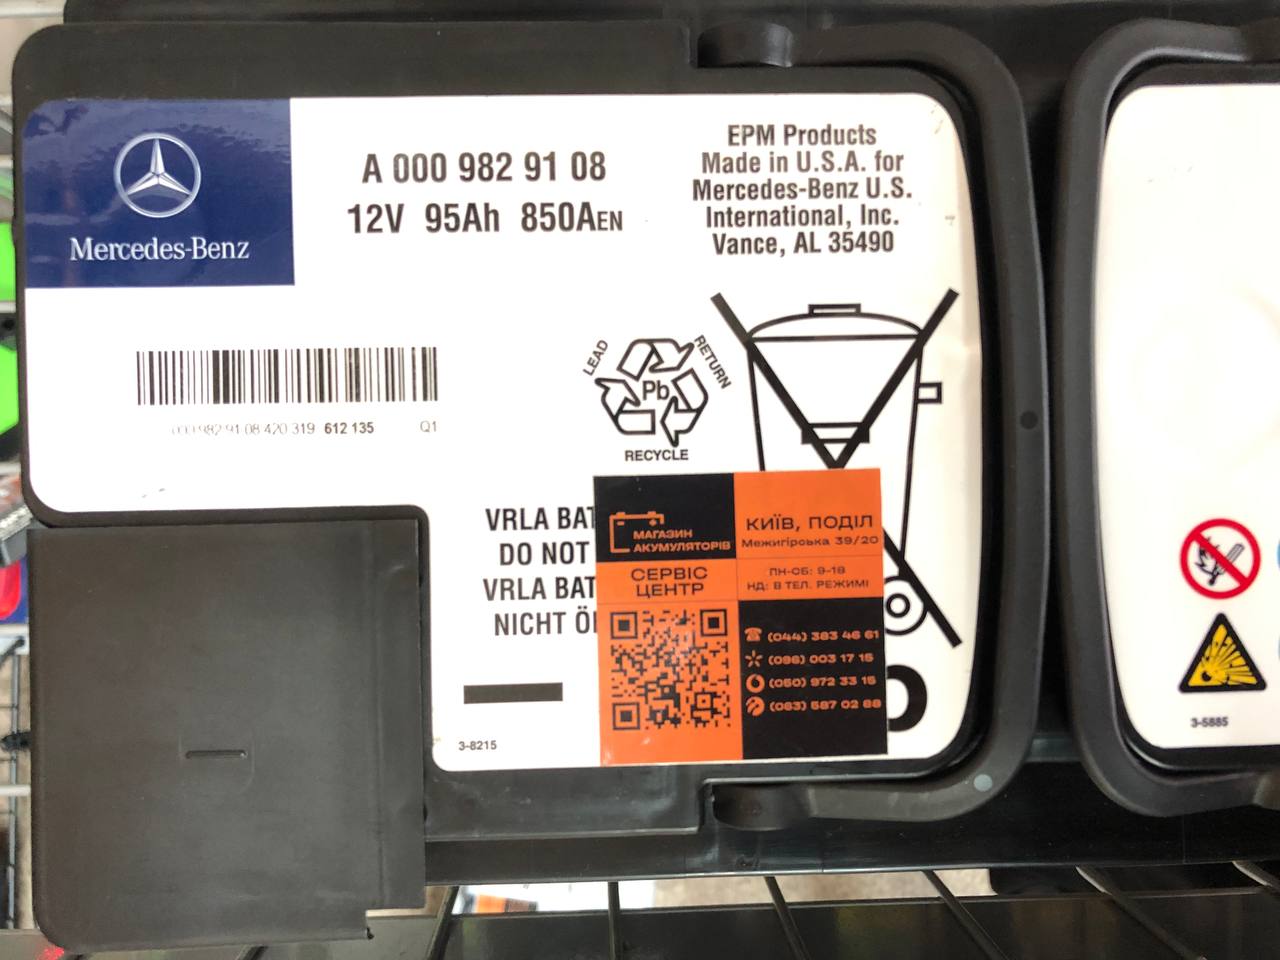 Mercedes-Benz
A 000 982 91 08
12V 95Ah 850AEN
EPM Products
Made in U.S.A. for
Mercedes-Benz U.S.
International, Inc.
Vance, AL 35490
000 982 91 08 420 319 612 135 Q1
LEAD
RETURN
Pb
RECYCLE
VRLA BAT
DO NOT
VRLA BAT
NICHT ÖF
3-8215
МАГАЗИН
АКУМУЛЯТОРІВ
КИЇВ, ПОДІЛ
Межигірська 39/20
СЕРВІС
ЦЕНТР
ПН-СБ: 9-18
НД: В ТЕЛ. РЕЖИМІ
(044) 383 46 61
(096) 003 17 15
(050) 972 33 15
(063) 587 02 68
3-5885